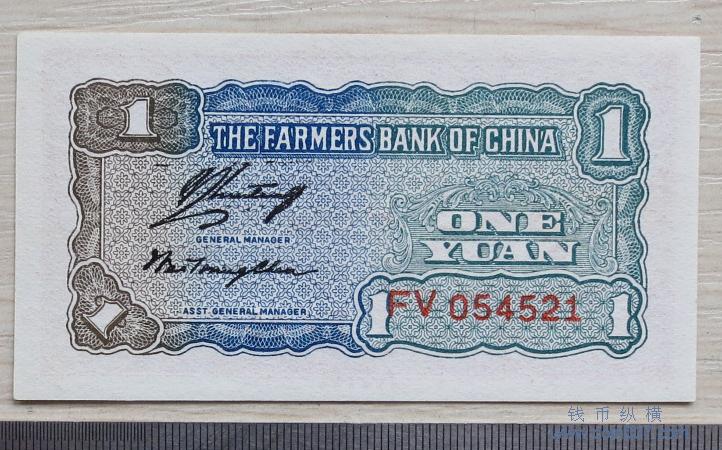 1
1
THE FARMERS BANK OF CHINA
GENERAL MANAGER
ONE
YUAN
ASST GENERAL MANAGER
1
1
FV 054521
1
钱币纵横